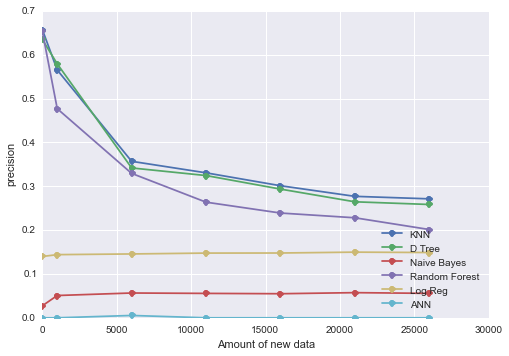 0.7
0.6
0.5
0.4
0.3
0.2
0.1
0.0
precision
KNN
D Tree
Naive Bayes
Random Forest
Log Reg
ANN
0 5000 10000 15000 20000 25000 30000
Amount of new data